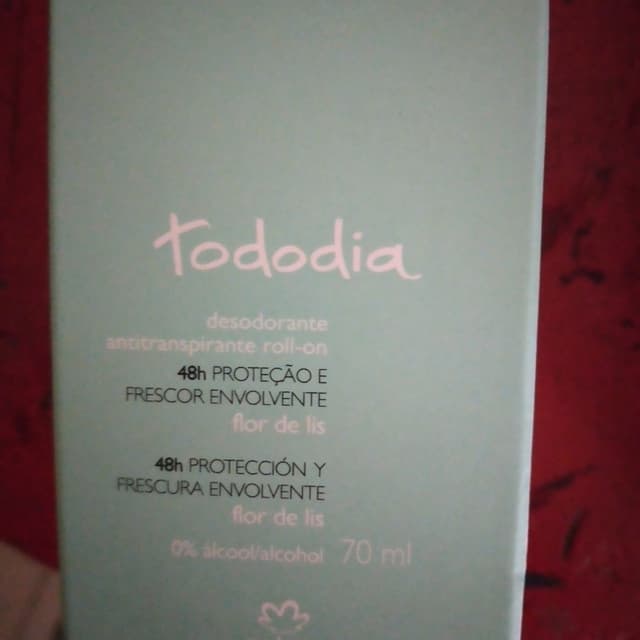 tododia
desodorante
antitranspirante roll-on
48h PROTEÇÃO E
FRESCOR ENVOLVENTE
flor de lis
48h PROTECCIÓN Y
FRESCURA ENVOLVENTE
flor de lis
0% álcool/alcohol 70 ml